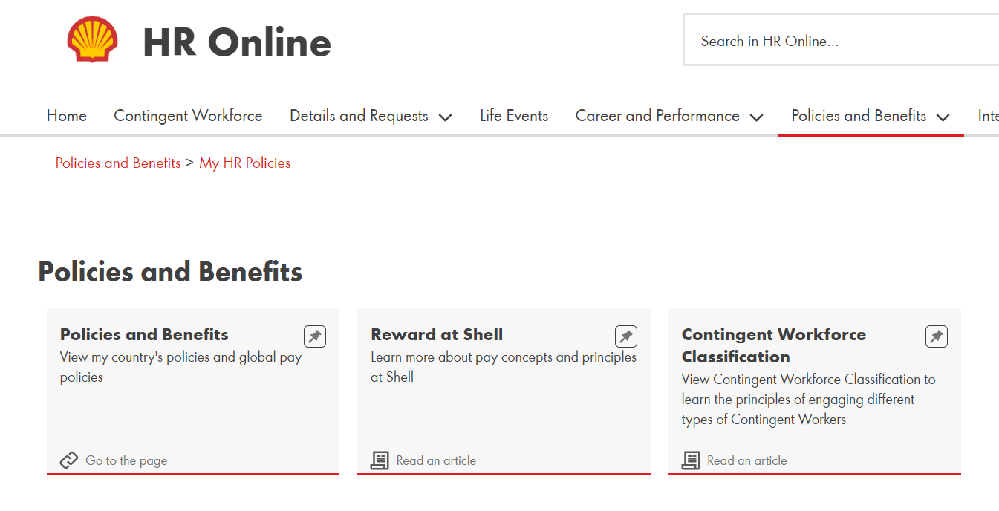 HR Online
Search in HR Online...
Home Contingent Workforce Details and Requests Life Events Career and Performance Policies and Benefits
Policies and Benefits > My HR Policies
Policies and Benefits
Policies and Benefits
View my country's policies and global pay
policies
Go to the page
Reward at Shell
Learn more about pay concepts and principles
at Shell
Read an article
Contingent Workforce
Classification
View Contingent Workforce Classification to
learn the principles of engaging different
types of Contingent Workers
Read an article